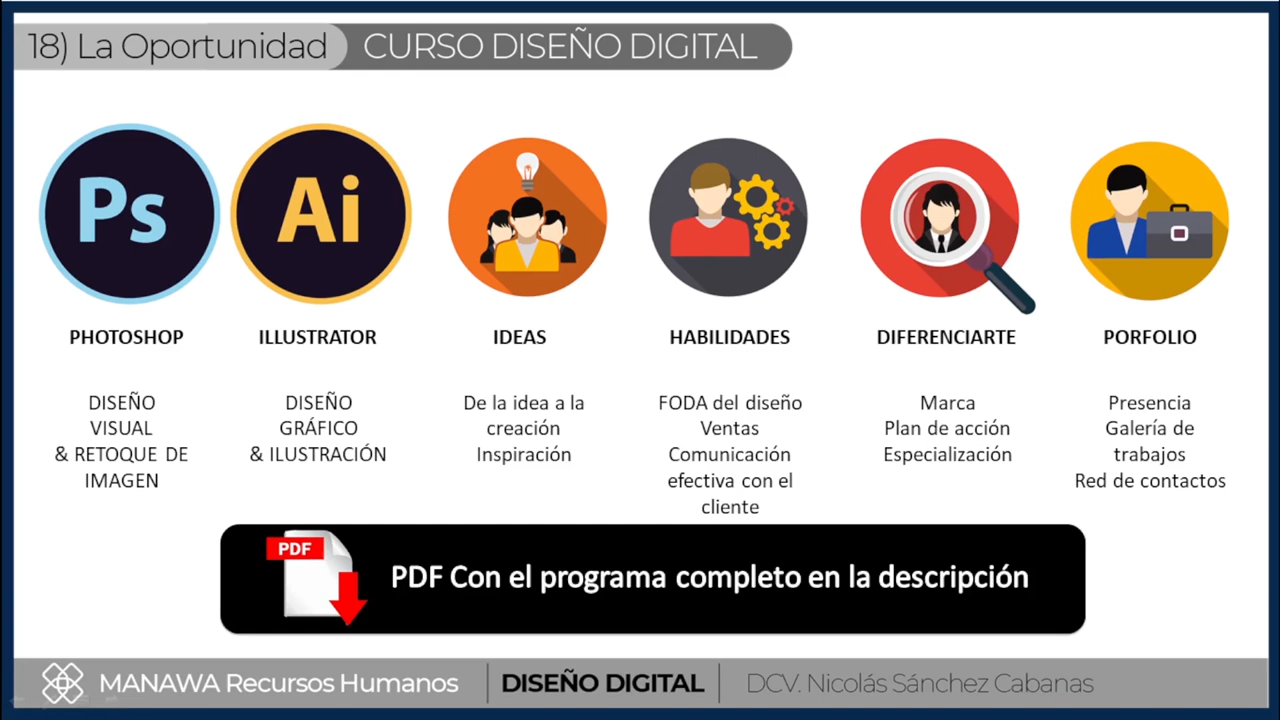 18) La Oportunidad CURSO DISEÑO DIGITAL
Ps
Ai
PHOTOSHOP
DISEÑO
VISUAL
& RETOQUE DE
IMAGEN
ILLUSTRATOR
DISEÑO
GRÁFICO
& ILUSTRACIÓN
IDEAS
De la idea a la
creación
Inspiración
HABILIDADES
FODA del diseño
Ventas
Comunicación
efectiva con el
cliente
DIFERENCIARTE
Marca
Plan de acción
Especialización
PORFOLIO
Presencia
Galería de
trabajos
Red de contactos
PDF
PDF Con el programa completo en la descripción
MANAWA Recursos Humanos
DISEÑO DIGITAL
DCV. Nicolás Sánchez Cabanas